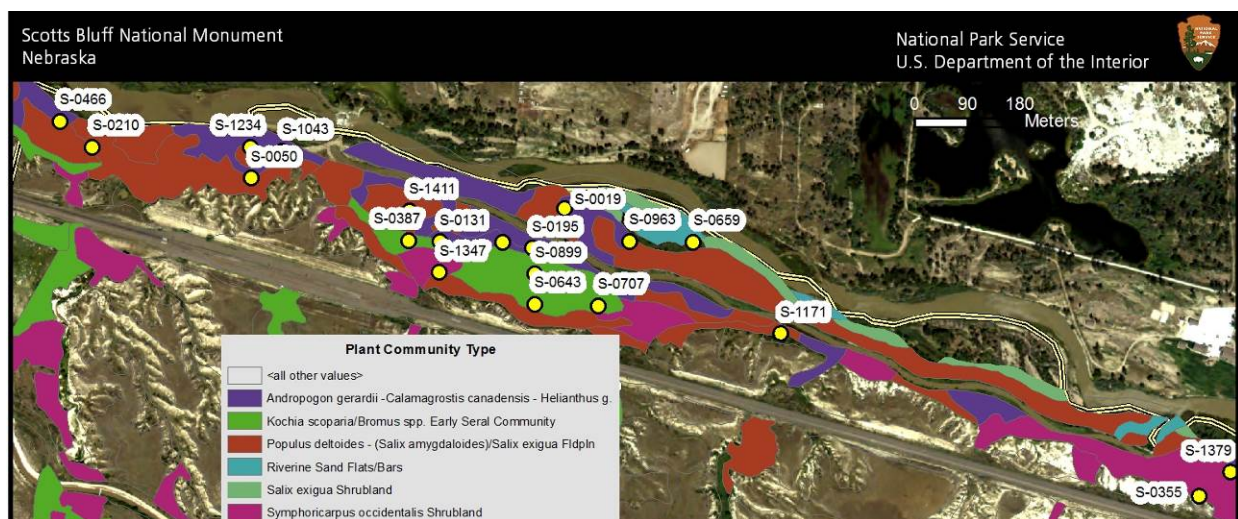 Scotts Bluff National Monument
Nebraska
National Park Service
U.S. Department of the Interior
NATIONAL
PARK
SERVICE
0 90 180
Meters
S-0466
S-0210
S-1234
S-1043
S-0050
S-1411
S-0019
S-0387
S-0131
S-0195
S-0963
S-0659
S-1347
S-0899
S-0643
S-0707
S-1171
S-1379
S-0355
Plant Community Type
<all other values>
Andropogon gerardii -Calamagrostis canadensis - Helianthus g.
Kochia scoparia/Bromus spp. Early Seral Community
Populus deltoides - (Salix amygdaloides)/Salix exigua Fldpln
Riverine Sand Flats/Bars
Salix exigua Shrubland
Symphoricarpus occidentalis Shrubland